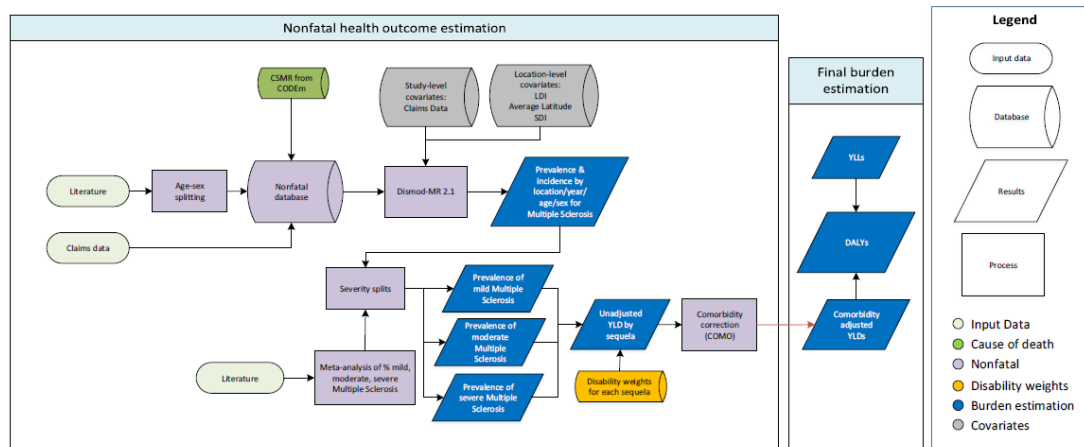 Nonfatal health outcome estimation
CSMR from
CODEm
Study-level
covariates:
Claims Data
Location-level
covariates:
LDI
Average Latitude
SDI
Literature
Age-sex
splitting
Nonfatal
database
Dismod-MR 2.1
Prevalence &
incidence by
location/year/
age/sex for
Multiple Sclerosis
Claims data
Severity splits
Prevalence of
mild Multiple
Sclerosis
Prevalence of
moderate Multiple
Sclerosis
Prevalence of
severe Multiple
Sclerosis
Literature
Meta-analysis of % mild,
moderate, severe
Multiple Sclerosis
Unadjusted
YLD by
sequela
Disability weights
for each sequela
Comorbidity
correction
(COMO)
Final burden
estimation
YLLs
DALYs
Comorbidity
adjusted
YLDs
Legend
Input data
Database
Results
Process
Input Data
Cause of death
Nonfatal
Disability weights
Burden estimation
Covariates